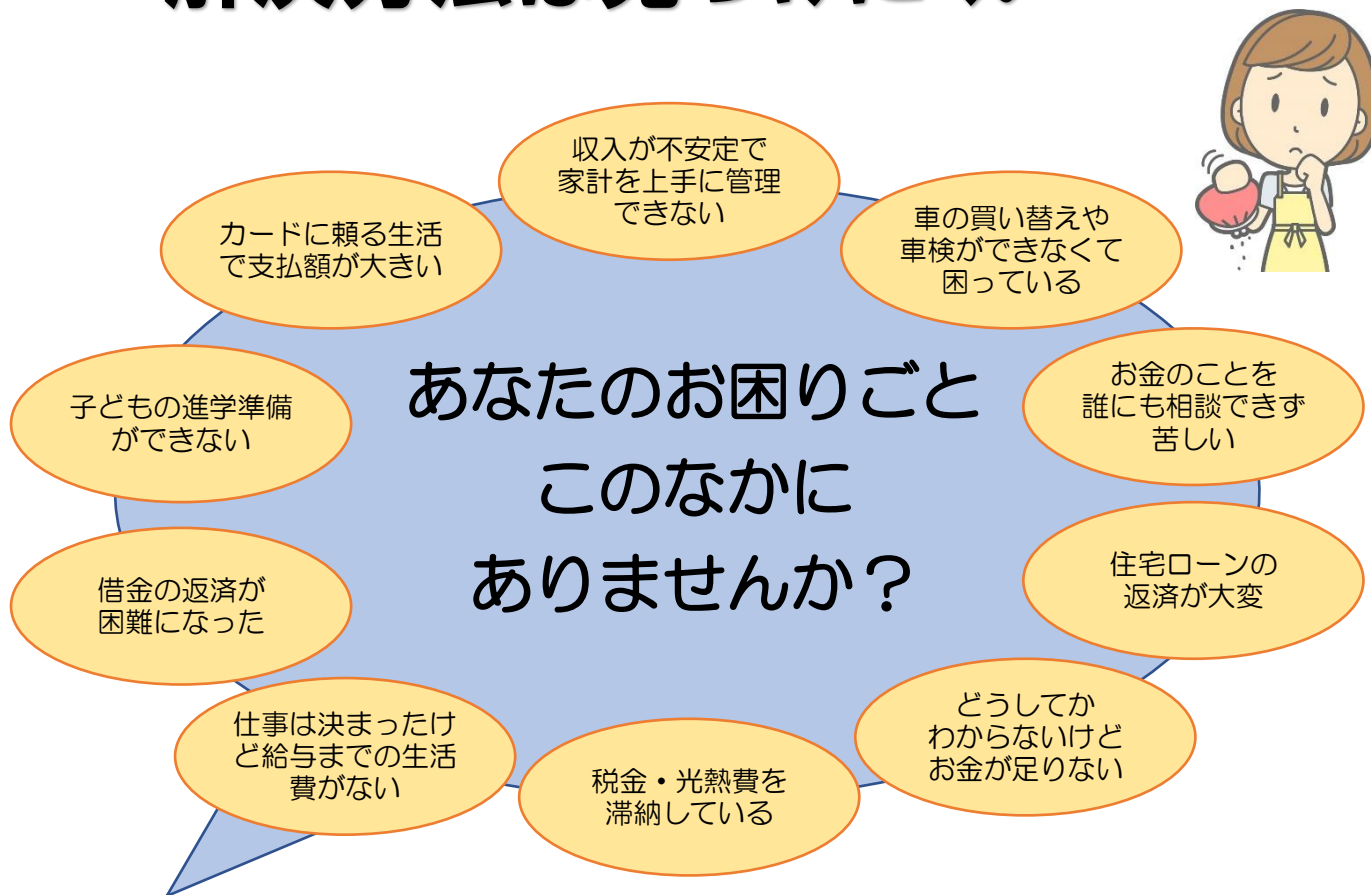 あなたのお困りごと
このなかに
ありませんか？
収入が不安定で
家計を上手に管理
できない
車の買い替えや
車検ができなくて
困っている
お金のことを
誰にも相談できず
苦しい
住宅ローンの
返済が大変
どうしてか
わからないけど
お金が足りない
税金・光熱費を
滞納している
仕事は決まったけ
ど給与までの生活
費がない
借金の返済が
困難になった
子どもの進学準備
ができない
カードに頼る生活
で支払額が大きい